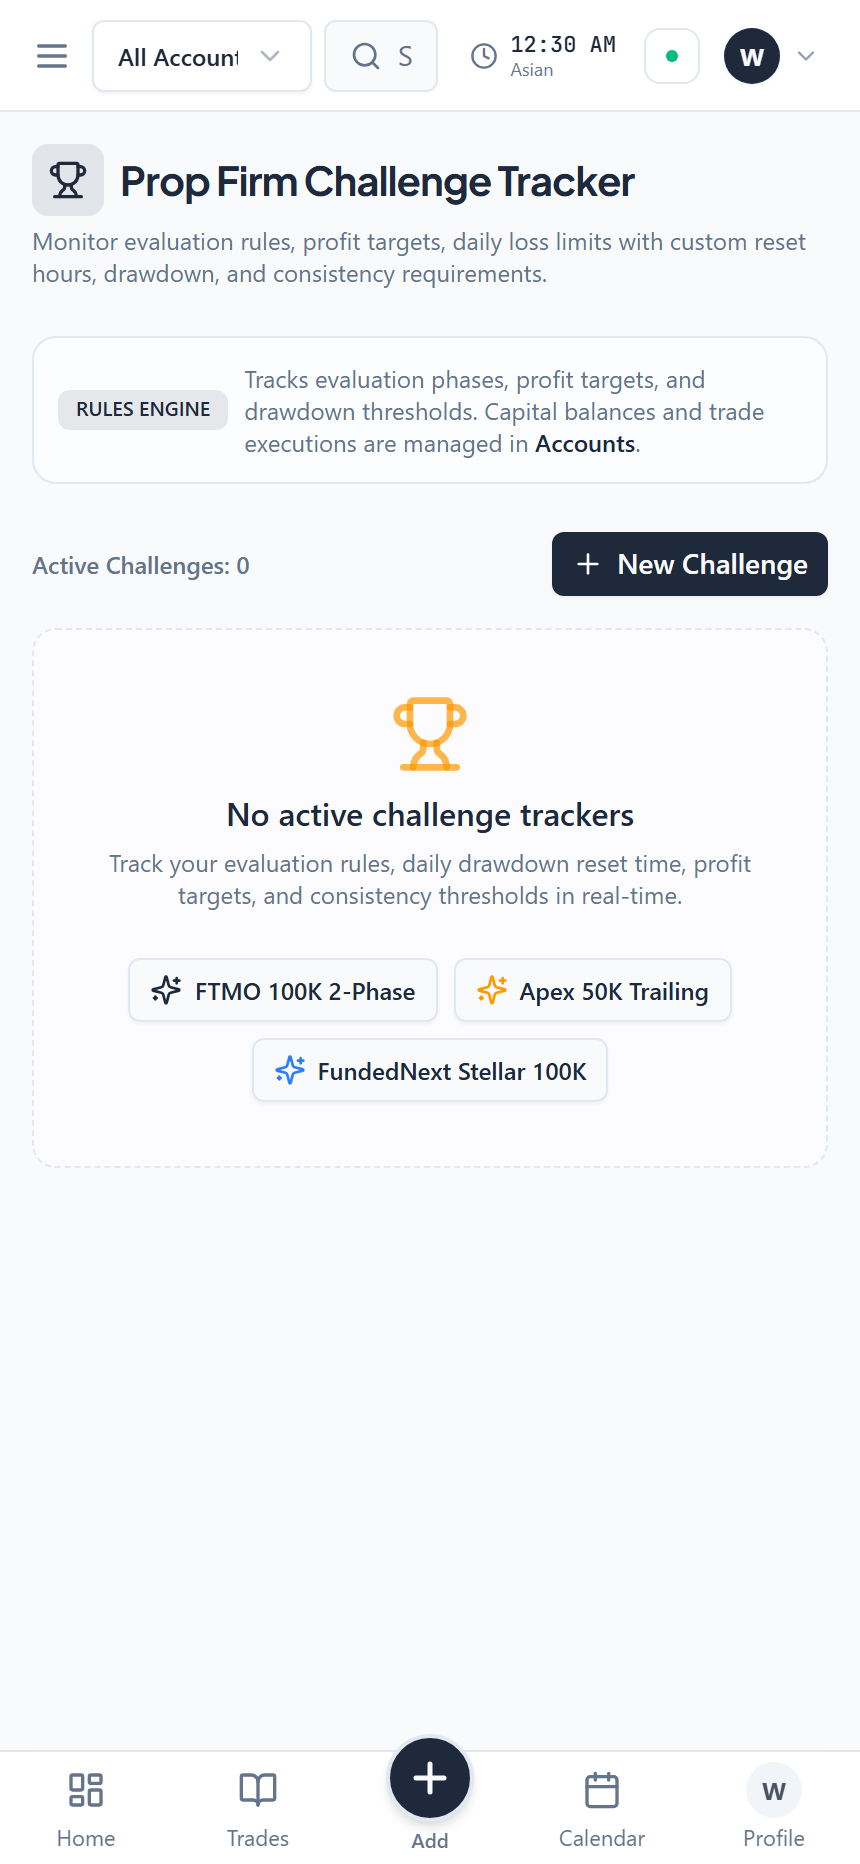 All Account
S
12:30 AM
Asian
W
Prop Firm Challenge Tracker
Monitor evaluation rules, profit targets, daily loss limits with custom reset
hours, drawdown, and consistency requirements.
RULES ENGINE
Tracks evaluation phases, profit targets, and
drawdown thresholds. Capital balances and trade
executions are managed in Accounts.
Active Challenges: 0
New Challenge
No active challenge trackers
Track your evaluation rules, daily drawdown reset time, profit
targets, and consistency thresholds in real-time.
FTMO 100K 2-Phase
Apex 50K Trailing
FundedNext Stellar 100K
Home
Trades
Add
Calendar
W
Profile